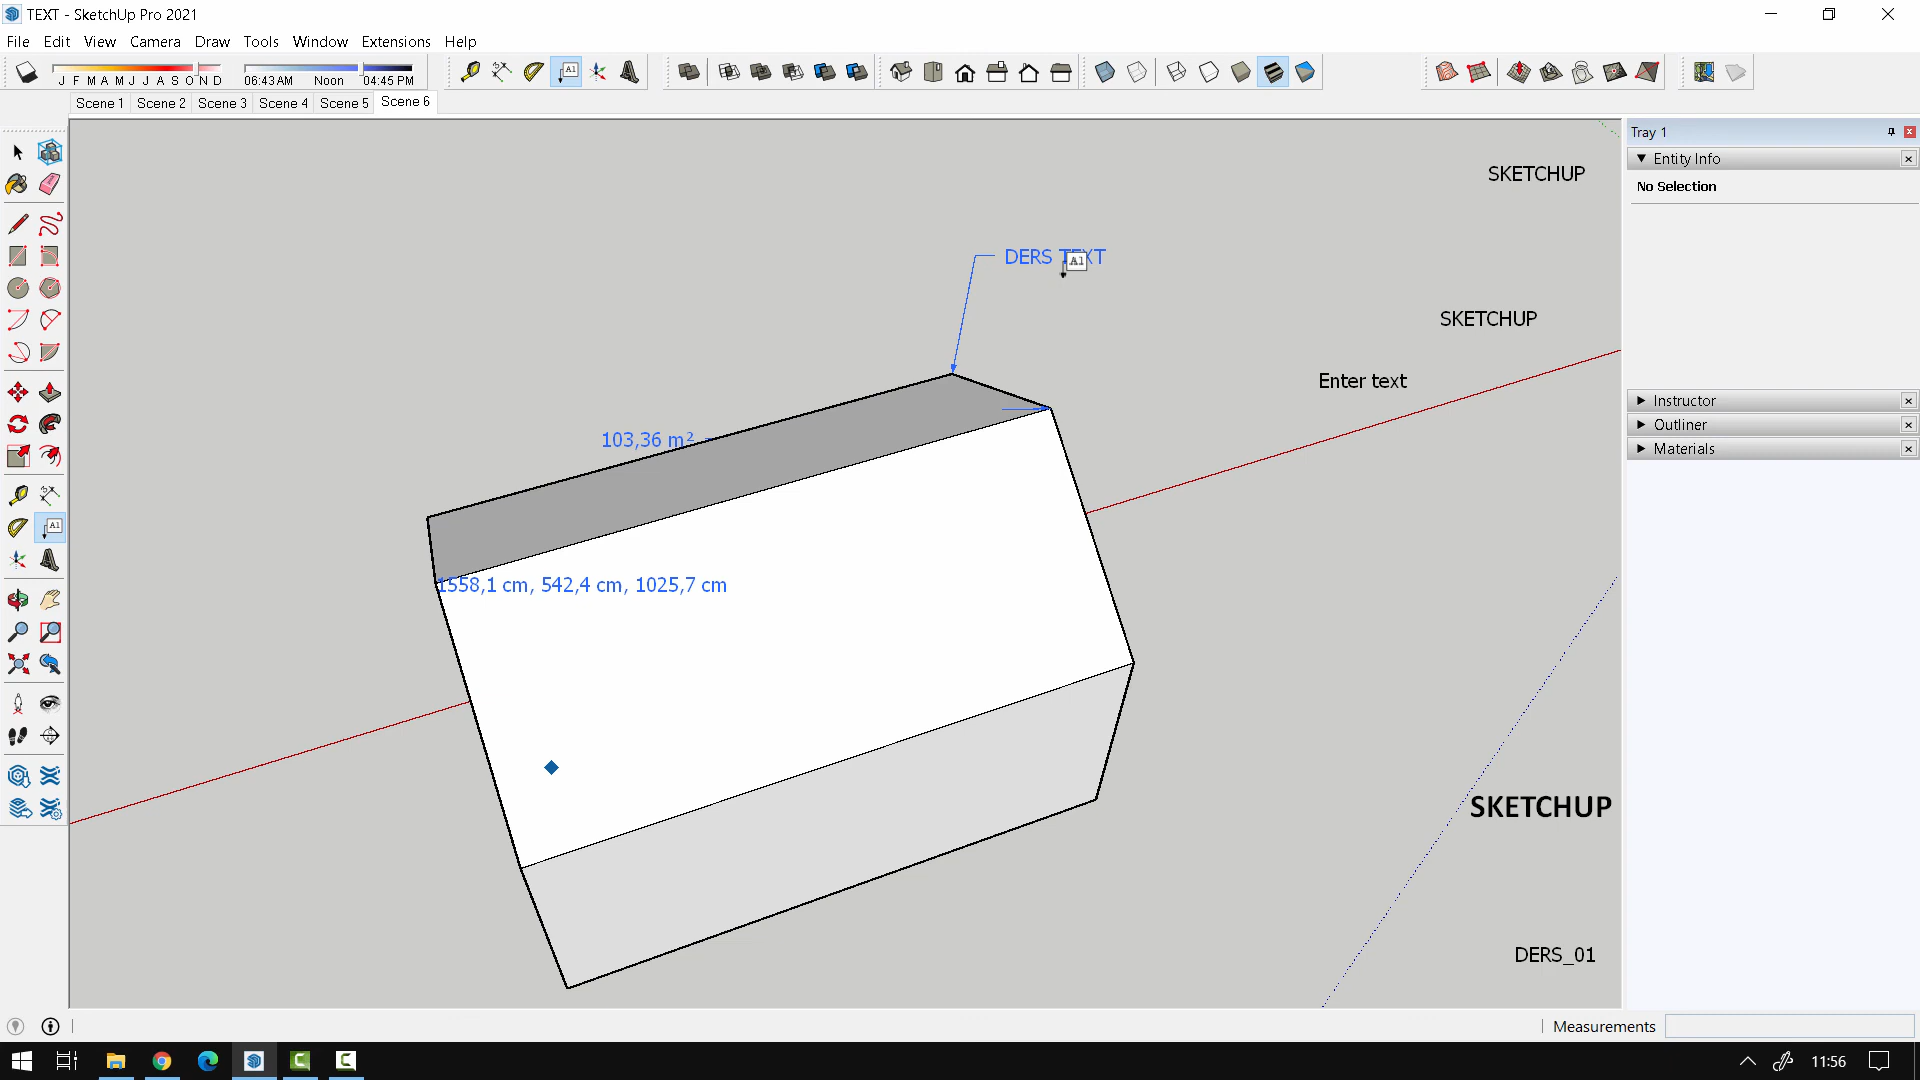 TEXT - SketchUp Pro 2021
File Edit View Camera Draw Tools Window Extensions Help
J F M A M J J A S O N D
06:43 AM Noon 04:45 PM
Scene 1 Scene 2 Scene 3 Scene 4 Scene 5 Scene 6
Tray 1
Entity Info
No Selection
SKETCHUP
DERS TEXT
A1
SKETCHUP
Enter text
Instructor
Outliner
Materials
103,36 m²
1558,1 cm, 542,4 cm, 1025,7 cm
SKETCHUP
DERS_01
Measurements
11:56